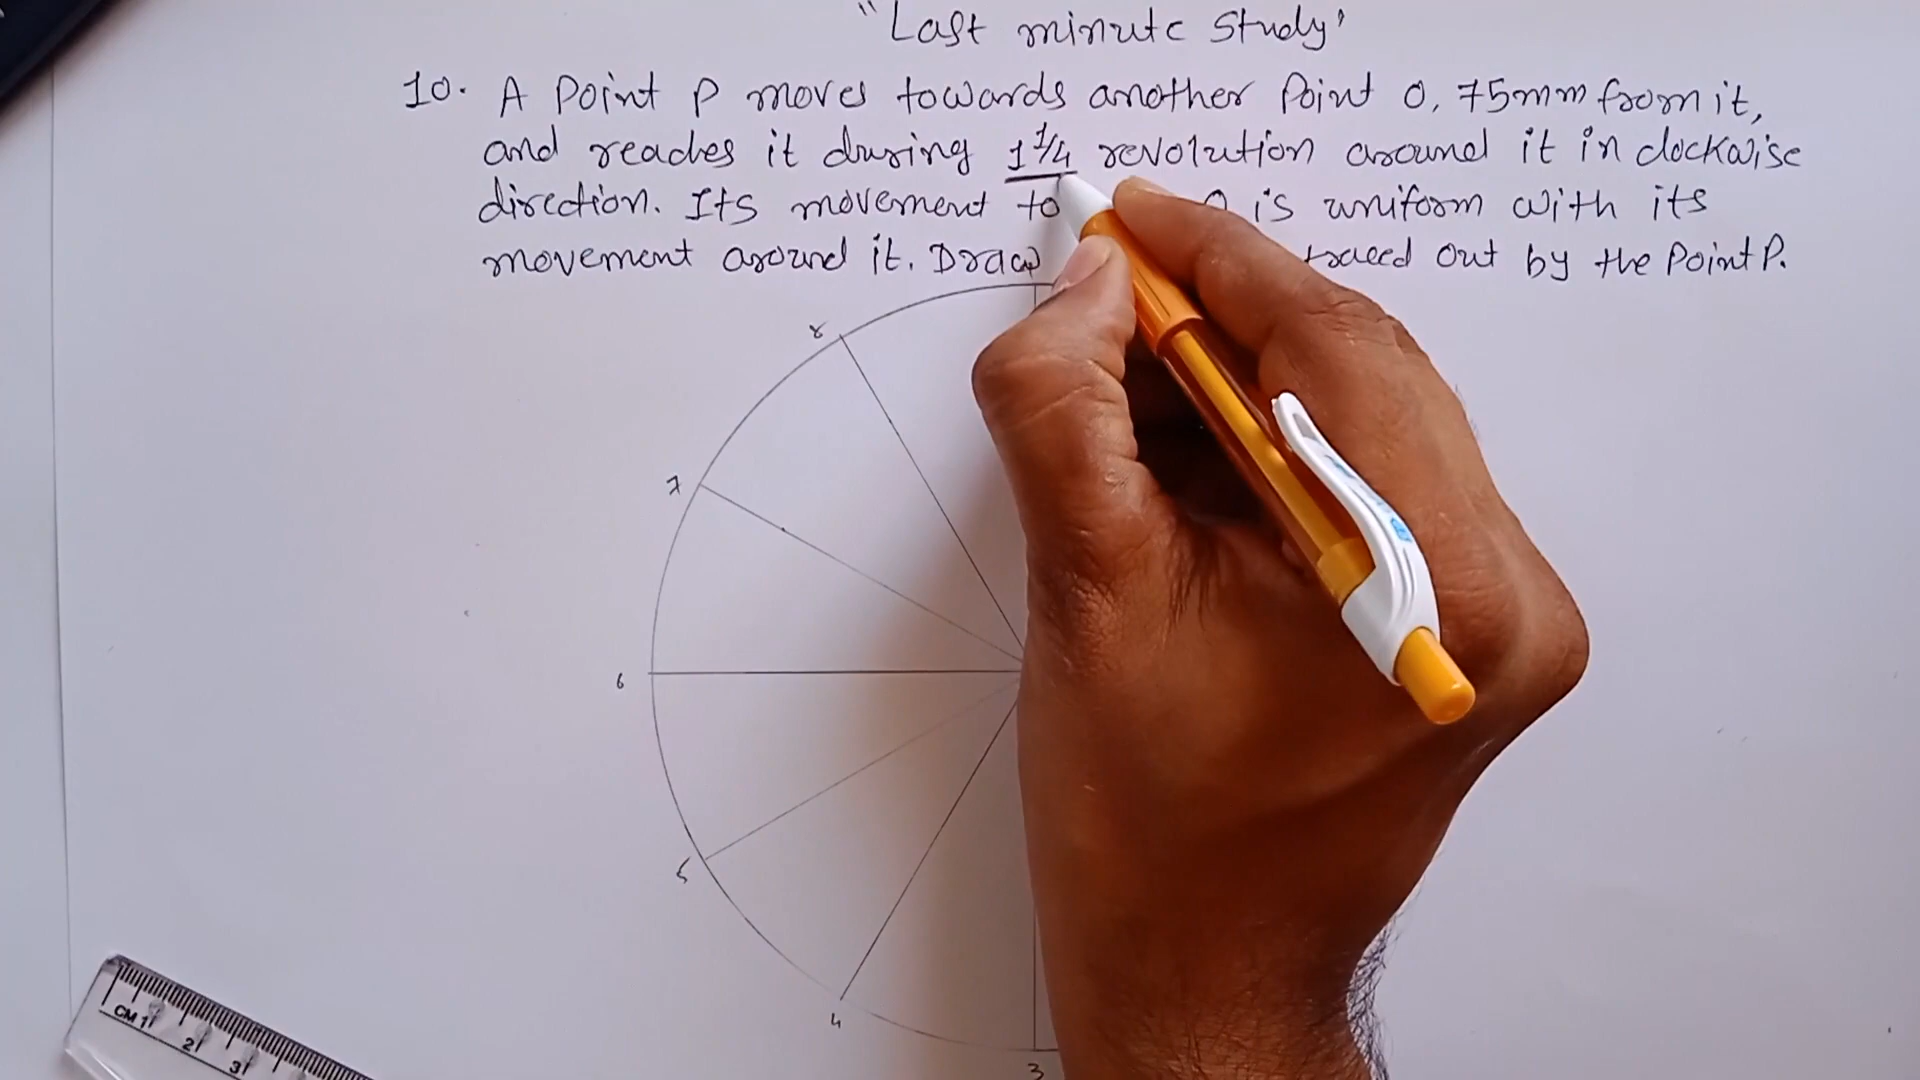 "Last minute Study'
10. A Point P moves towards another Point O, 75mm from it,
and reaches it during 1 1/4 revolution around it in clockwise
direction. Its movement to O is uniform with its
movement around it. Draw traced out by the Point P.
8
7
6
5
4
3
CM 1 2 3